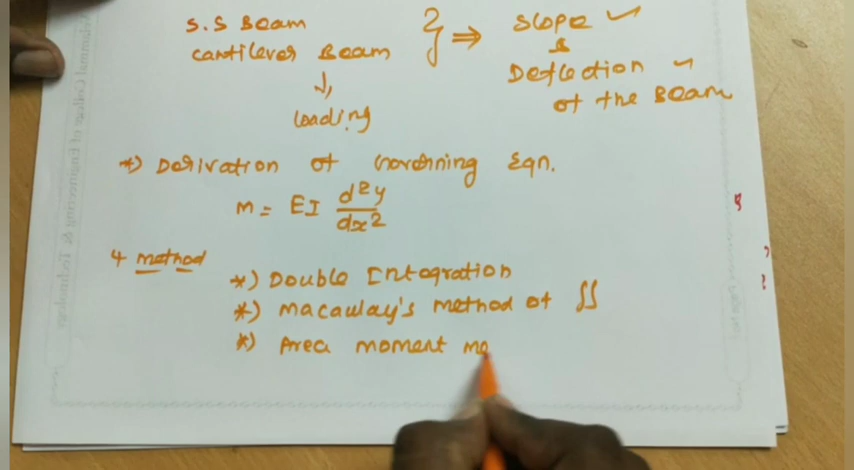 S.S Beam
cantilever Beam
} ⇒ slope ✓
&
Deflection ✓
of the Beam
↓
loading
*) Derivation of Governing Eqn.
M = EI d²y/dx²
4 method
*) Double Integration
*) Macaulay's method of ∫∫
*) Area moment me